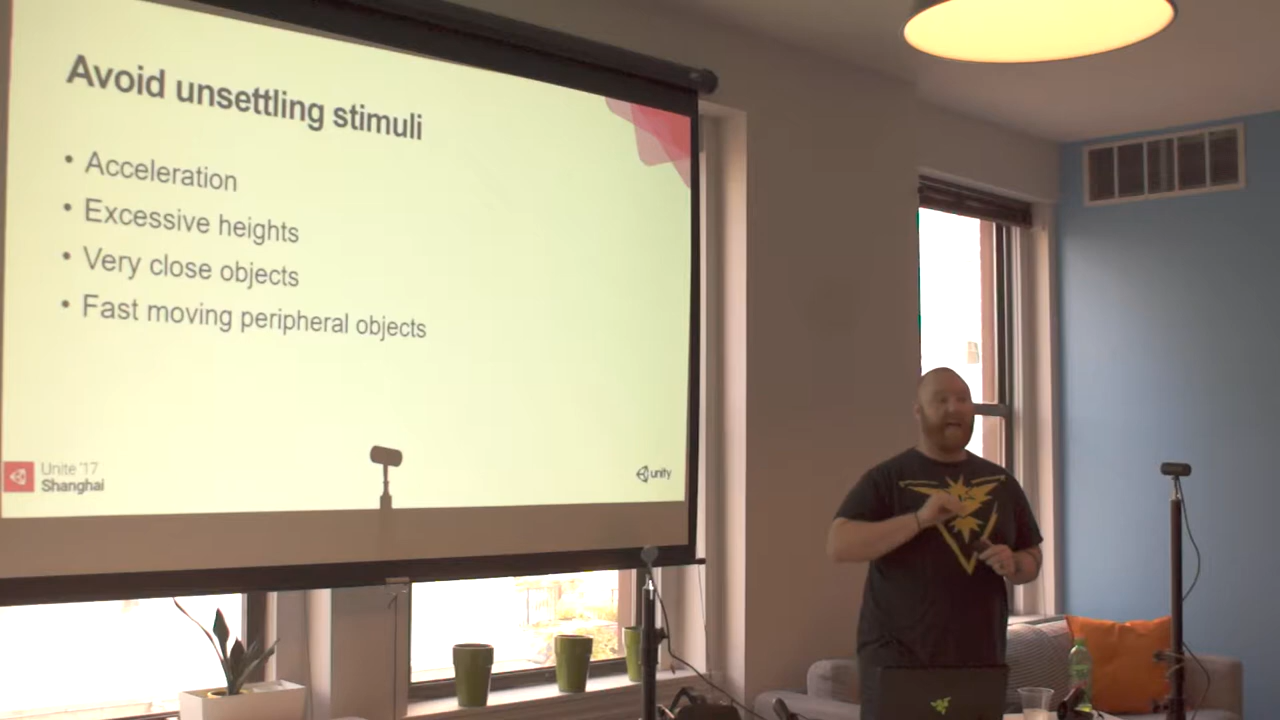 Avoid unsettling stimuli
• Acceleration
• Excessive heights
• Very close objects
• Fast moving peripheral objects
Unite '17
Shanghai
unity